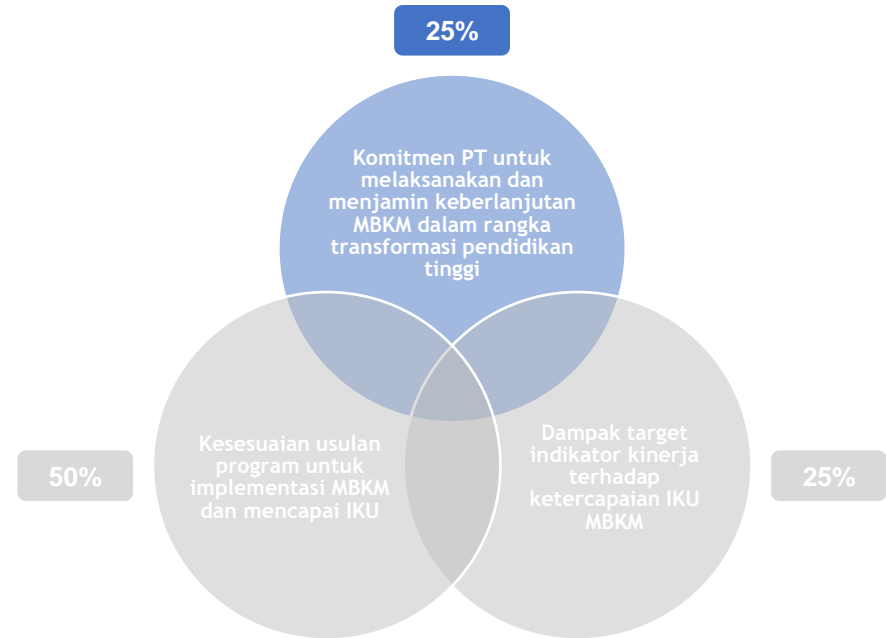 25%
Komitmen PT untuk
melaksanakan dan
menjamin keberlanjutan
MBKM dalam rangka
transformasi pendidikan
tinggi
50%
Kesesuaian usulan
program untuk
implementasi MBKM
dan mencapai IKU
Dampak target
indikator kinerja
terhadap
ketercapaian IKU
MBKM
25%